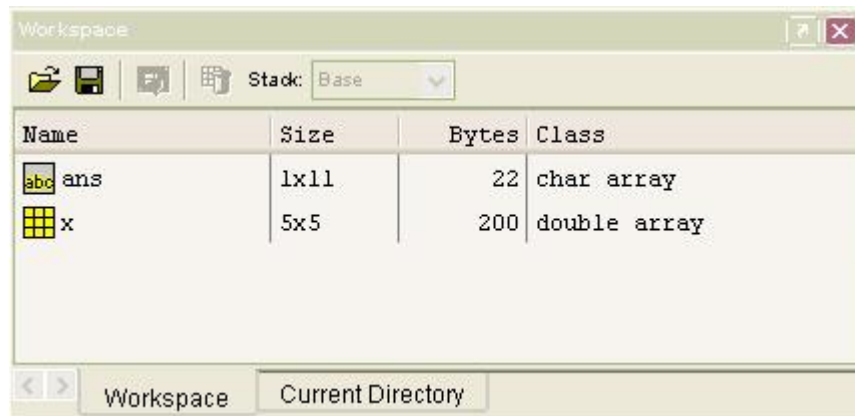 Workspace
Stack: Base
Name Size Bytes Class
abc ans 1x11 22 char array
x 5x5 200 double array
Workspace Current Directory